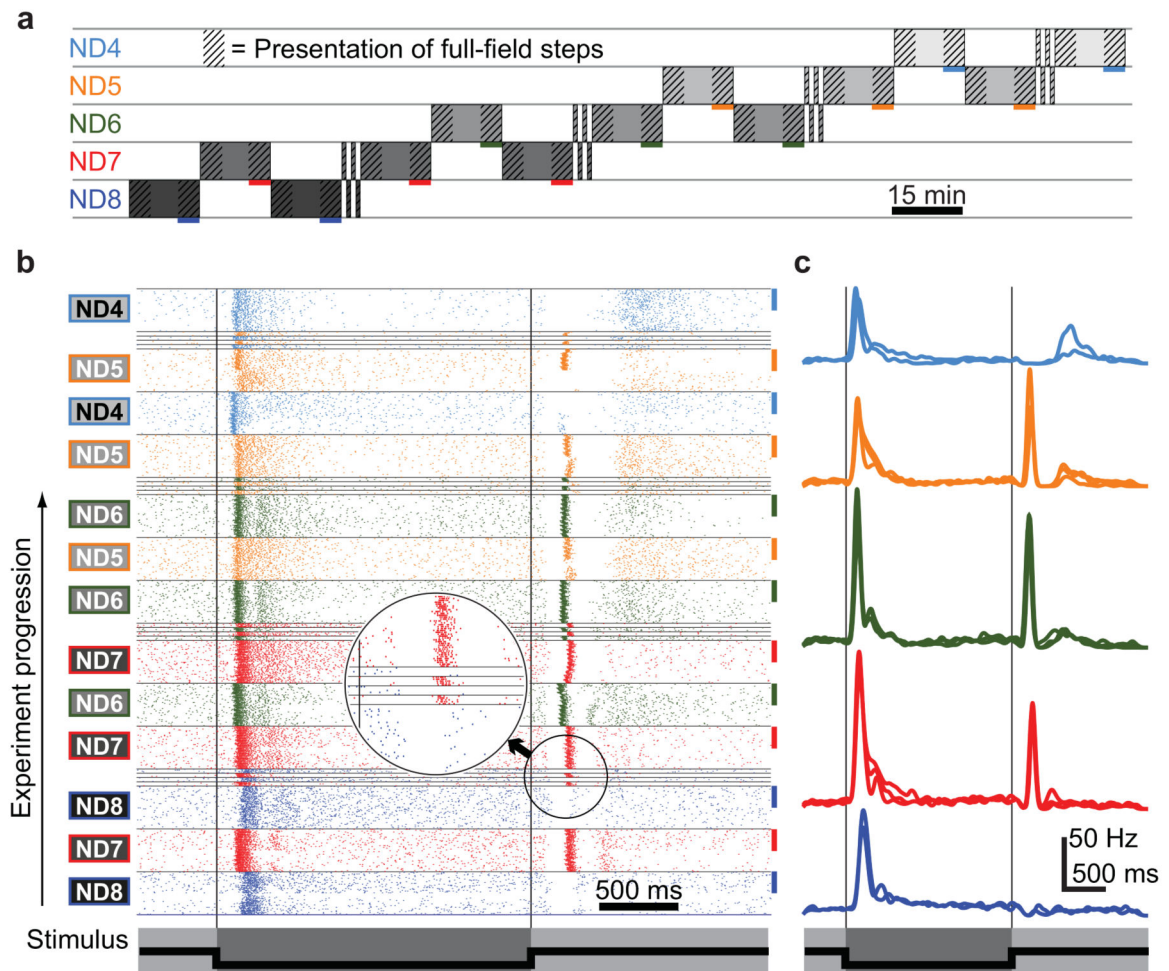 a
ND4
= Presentation of full-field steps
ND5
ND6
ND7
ND8
15 min
b
c
ND4
ND5
ND4
ND5
ND6
ND5
ND6
ND7
ND6
ND7
ND8
ND7
ND8
Experiment progression
500 ms
50 Hz
500 ms
Stimulus